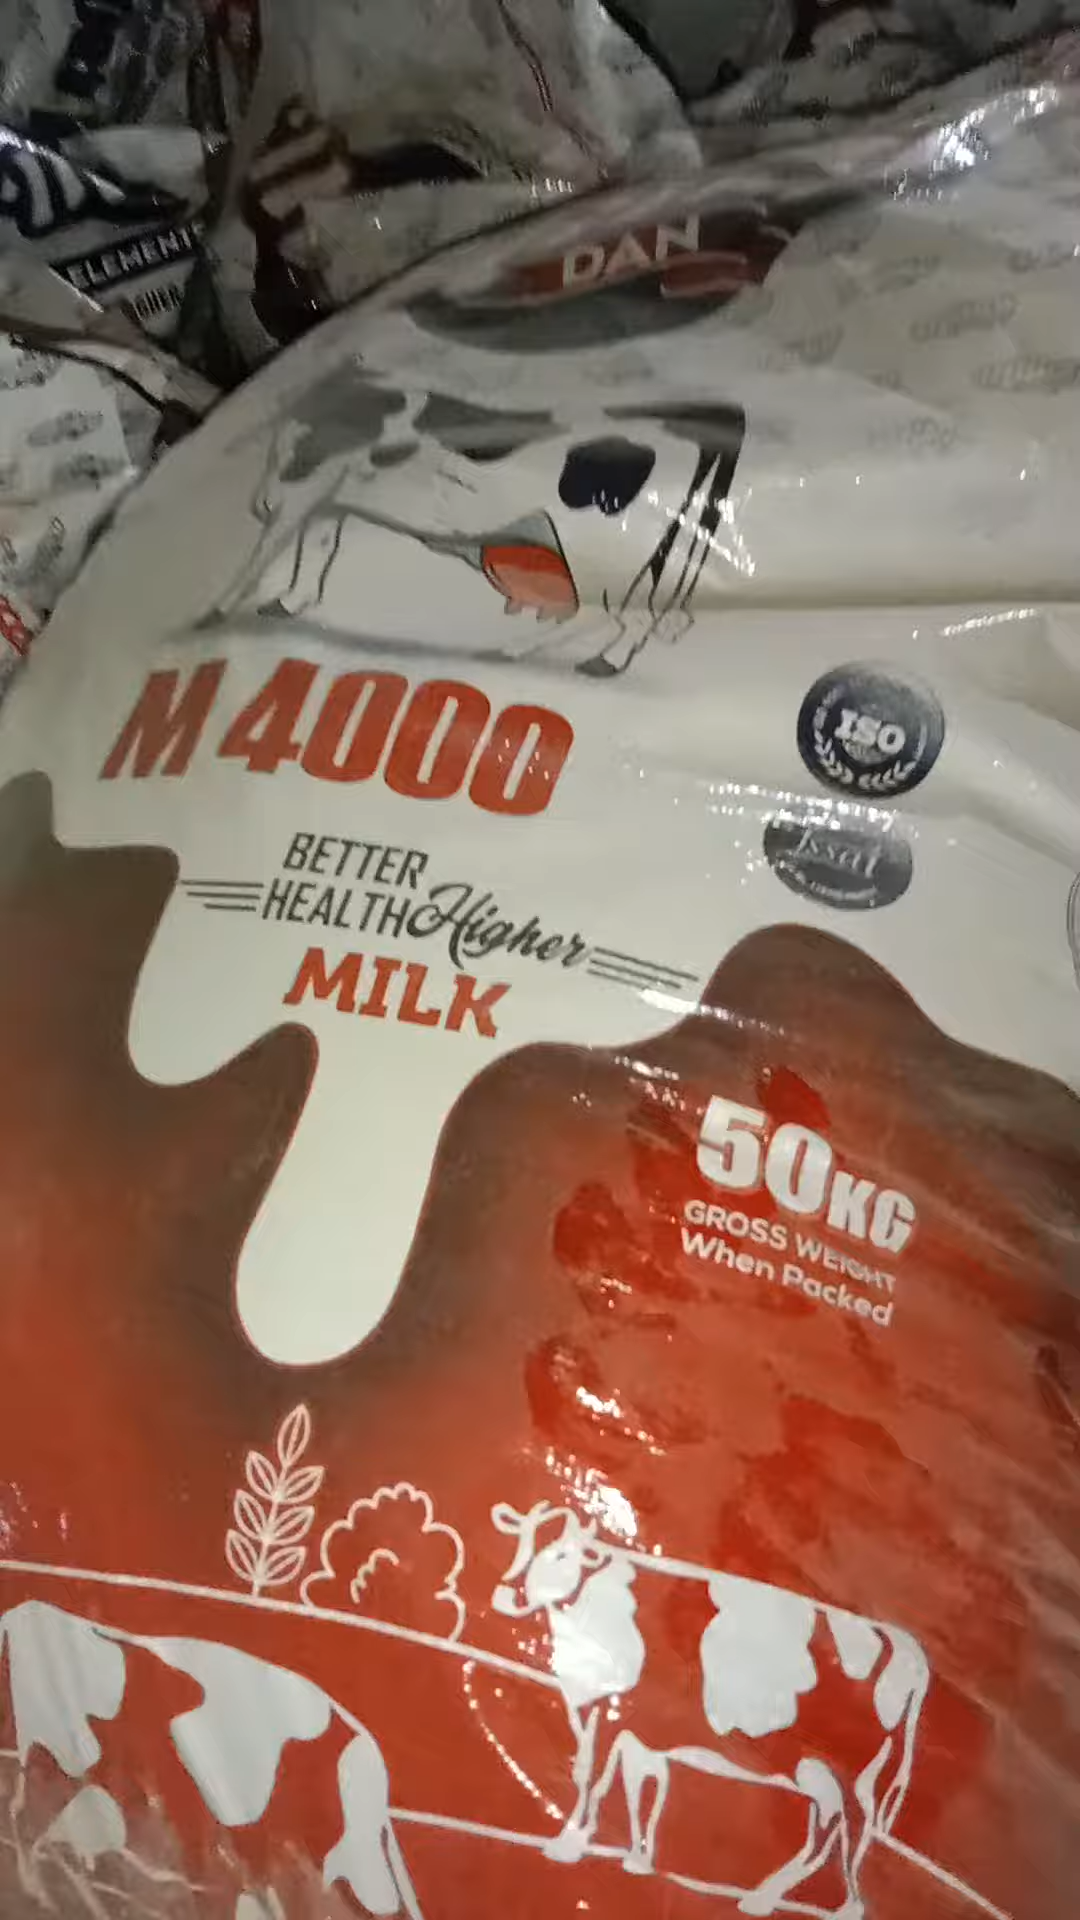 ELEMENTS
DAN
M 4000
ISO
BETTER
HEALTH Higher
MILK
50KG
GROSS WEIGHT
When Packed